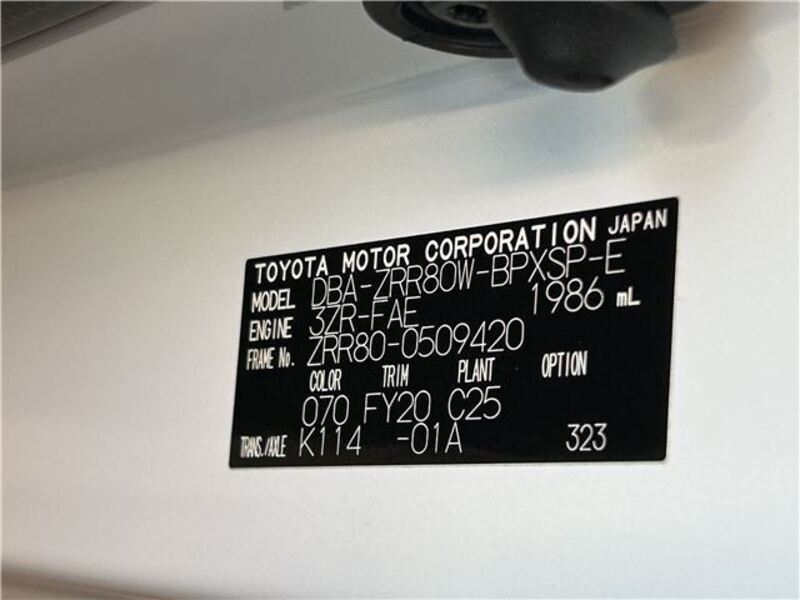 TOYOTA MOTOR CORPORATION JAPAN
MODEL DBA-ZRR80W-BPXSP-E
ENGINE 3ZR-FAE 1986 mL
FRAME No. ZRR80-0509420
COLOR TRIM PLANT OPTION
070 FY20 C25
TRANS./AXLE K114 -01A 323